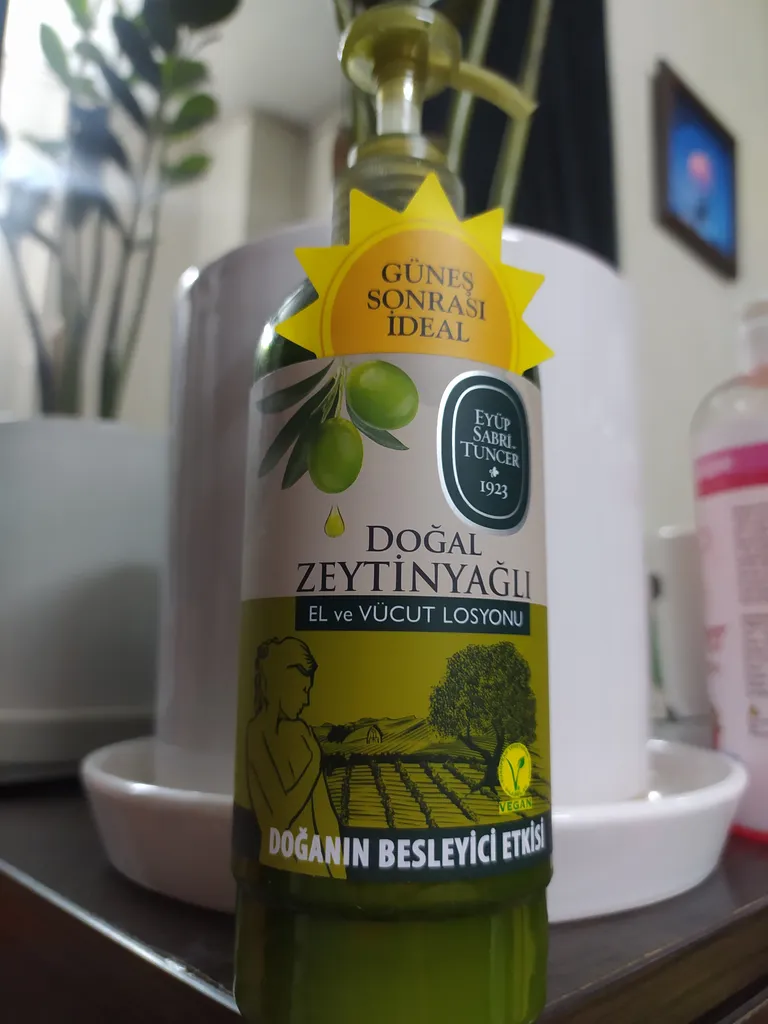 GÜNEŞ
SONRASI
İDEAL
EYÜP
SABRİ
TUNCER
1923
DOĞAL
ZEYTİNYAĞLI
EL ve VÜCUT LOSYONU
VEGAN
DOĞANIN BESLEYİCİ ETKİSİ